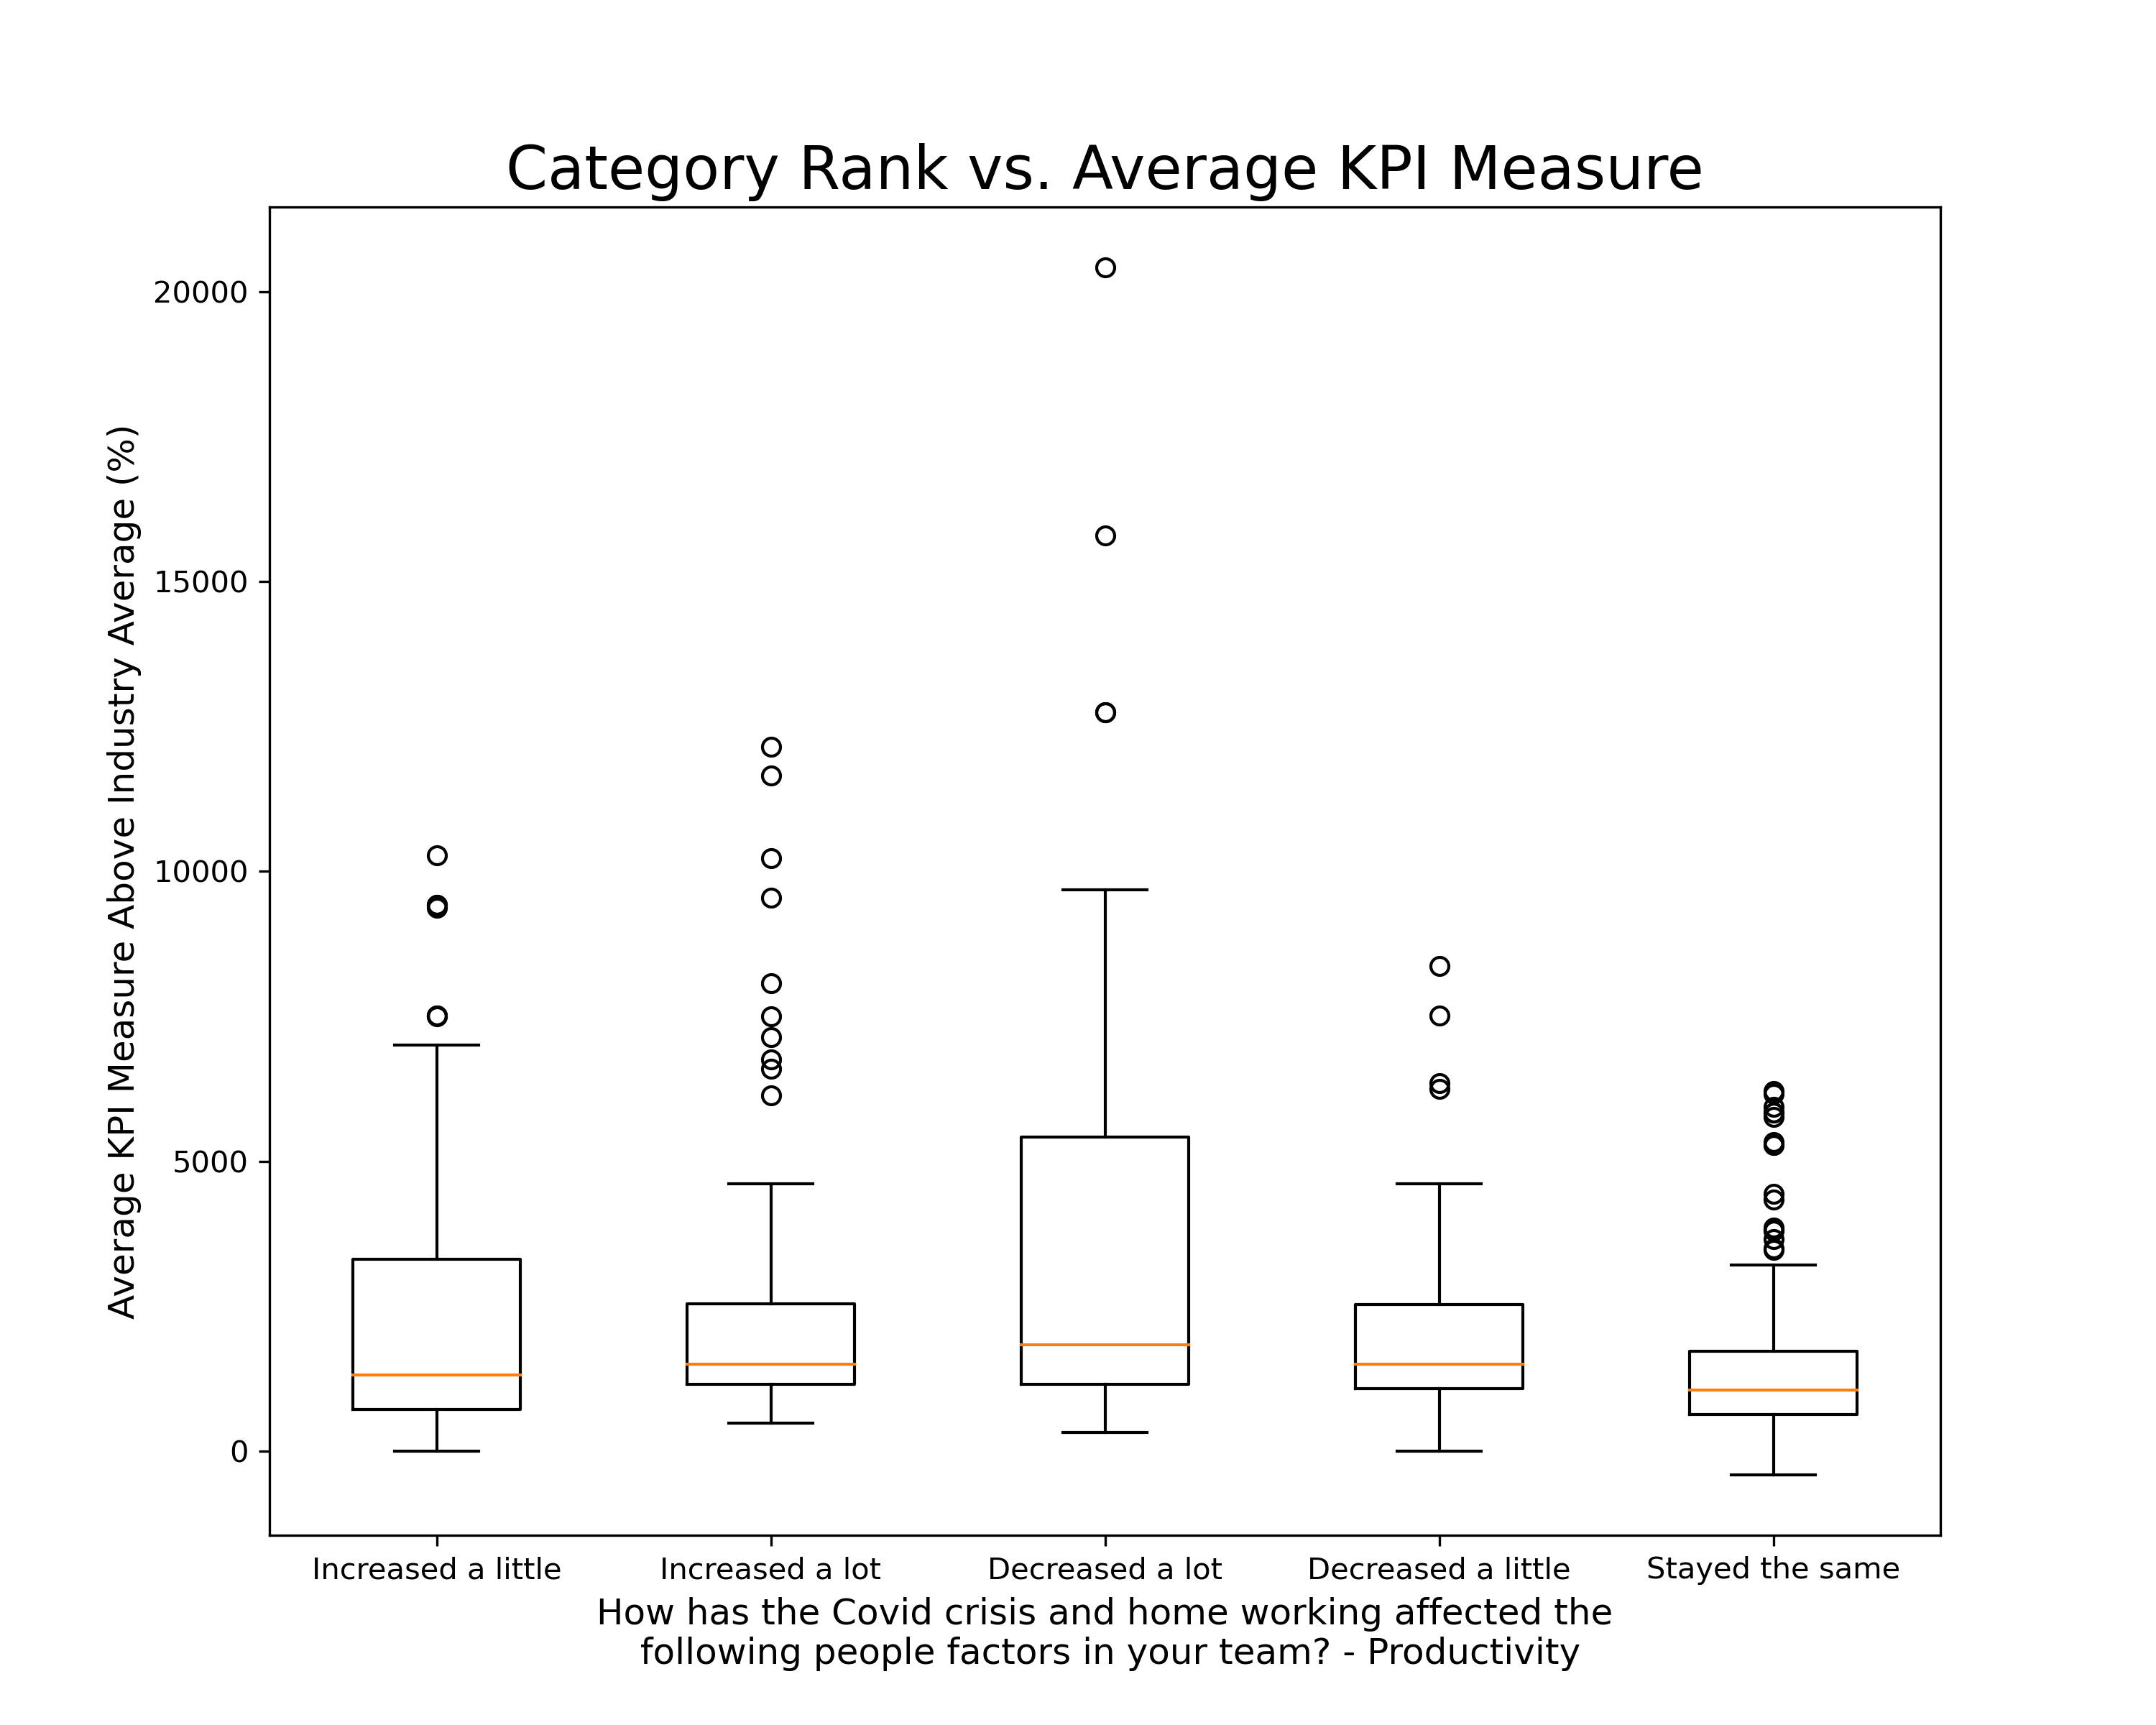 Category Rank vs. Average KPI Measure
Average KPI Measure Above Industry Average (%)
20000
15000
10000
5000
0
Increased a little
Increased a lot
Decreased a lot
Decreased a little
Stayed the same
How has the Covid crisis and home working affected the
following people factors in your team? - Productivity